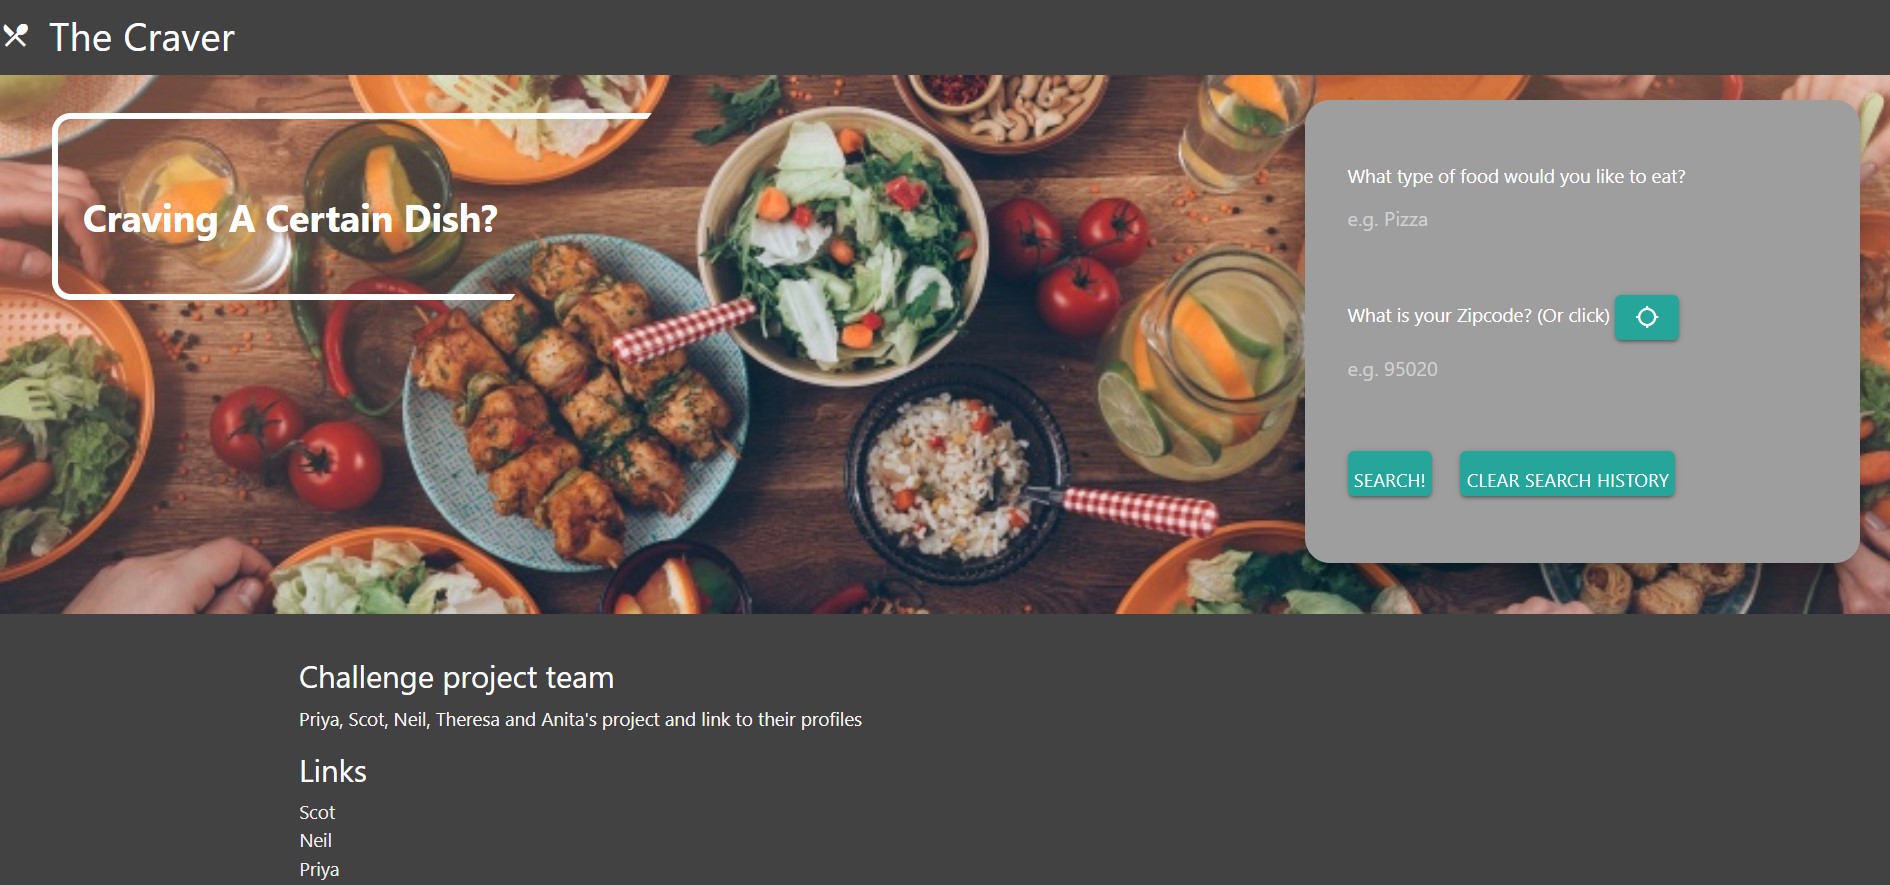 The Craver
Craving A Certain Dish?
What type of food would you like to eat?
e.g. Pizza
What is your Zipcode? (Or click)
e.g. 95020
SEARCH!
CLEAR SEARCH HISTORY
Challenge project team
Priya, Scot, Neil, Theresa and Anita's project and link to their profiles
Links
Scot
Neil
Priya